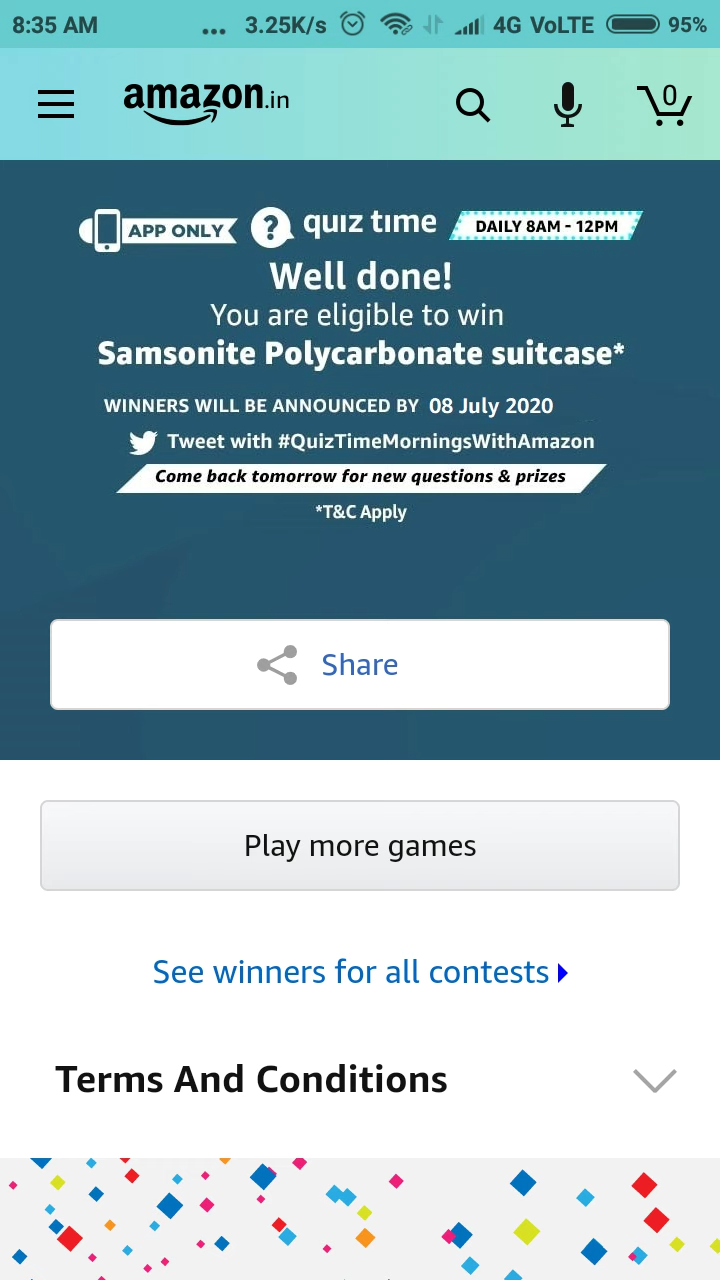 8:35 AM ... 3.25K/s 4G VoLTE 95%
amazon.in 0
APP ONLY ? quiz time DAILY 8AM - 12PM
Well done!
You are eligible to win
Samsonite Polycarbonate suitcase*
WINNERS WILL BE ANNOUNCED BY 08 July 2020
Tweet with #QuizTimeMorningsWithAmazon
Come back tomorrow for new questions & prizes
*T&C Apply
Share
Play more games
See winners for all contests
Terms And Conditions